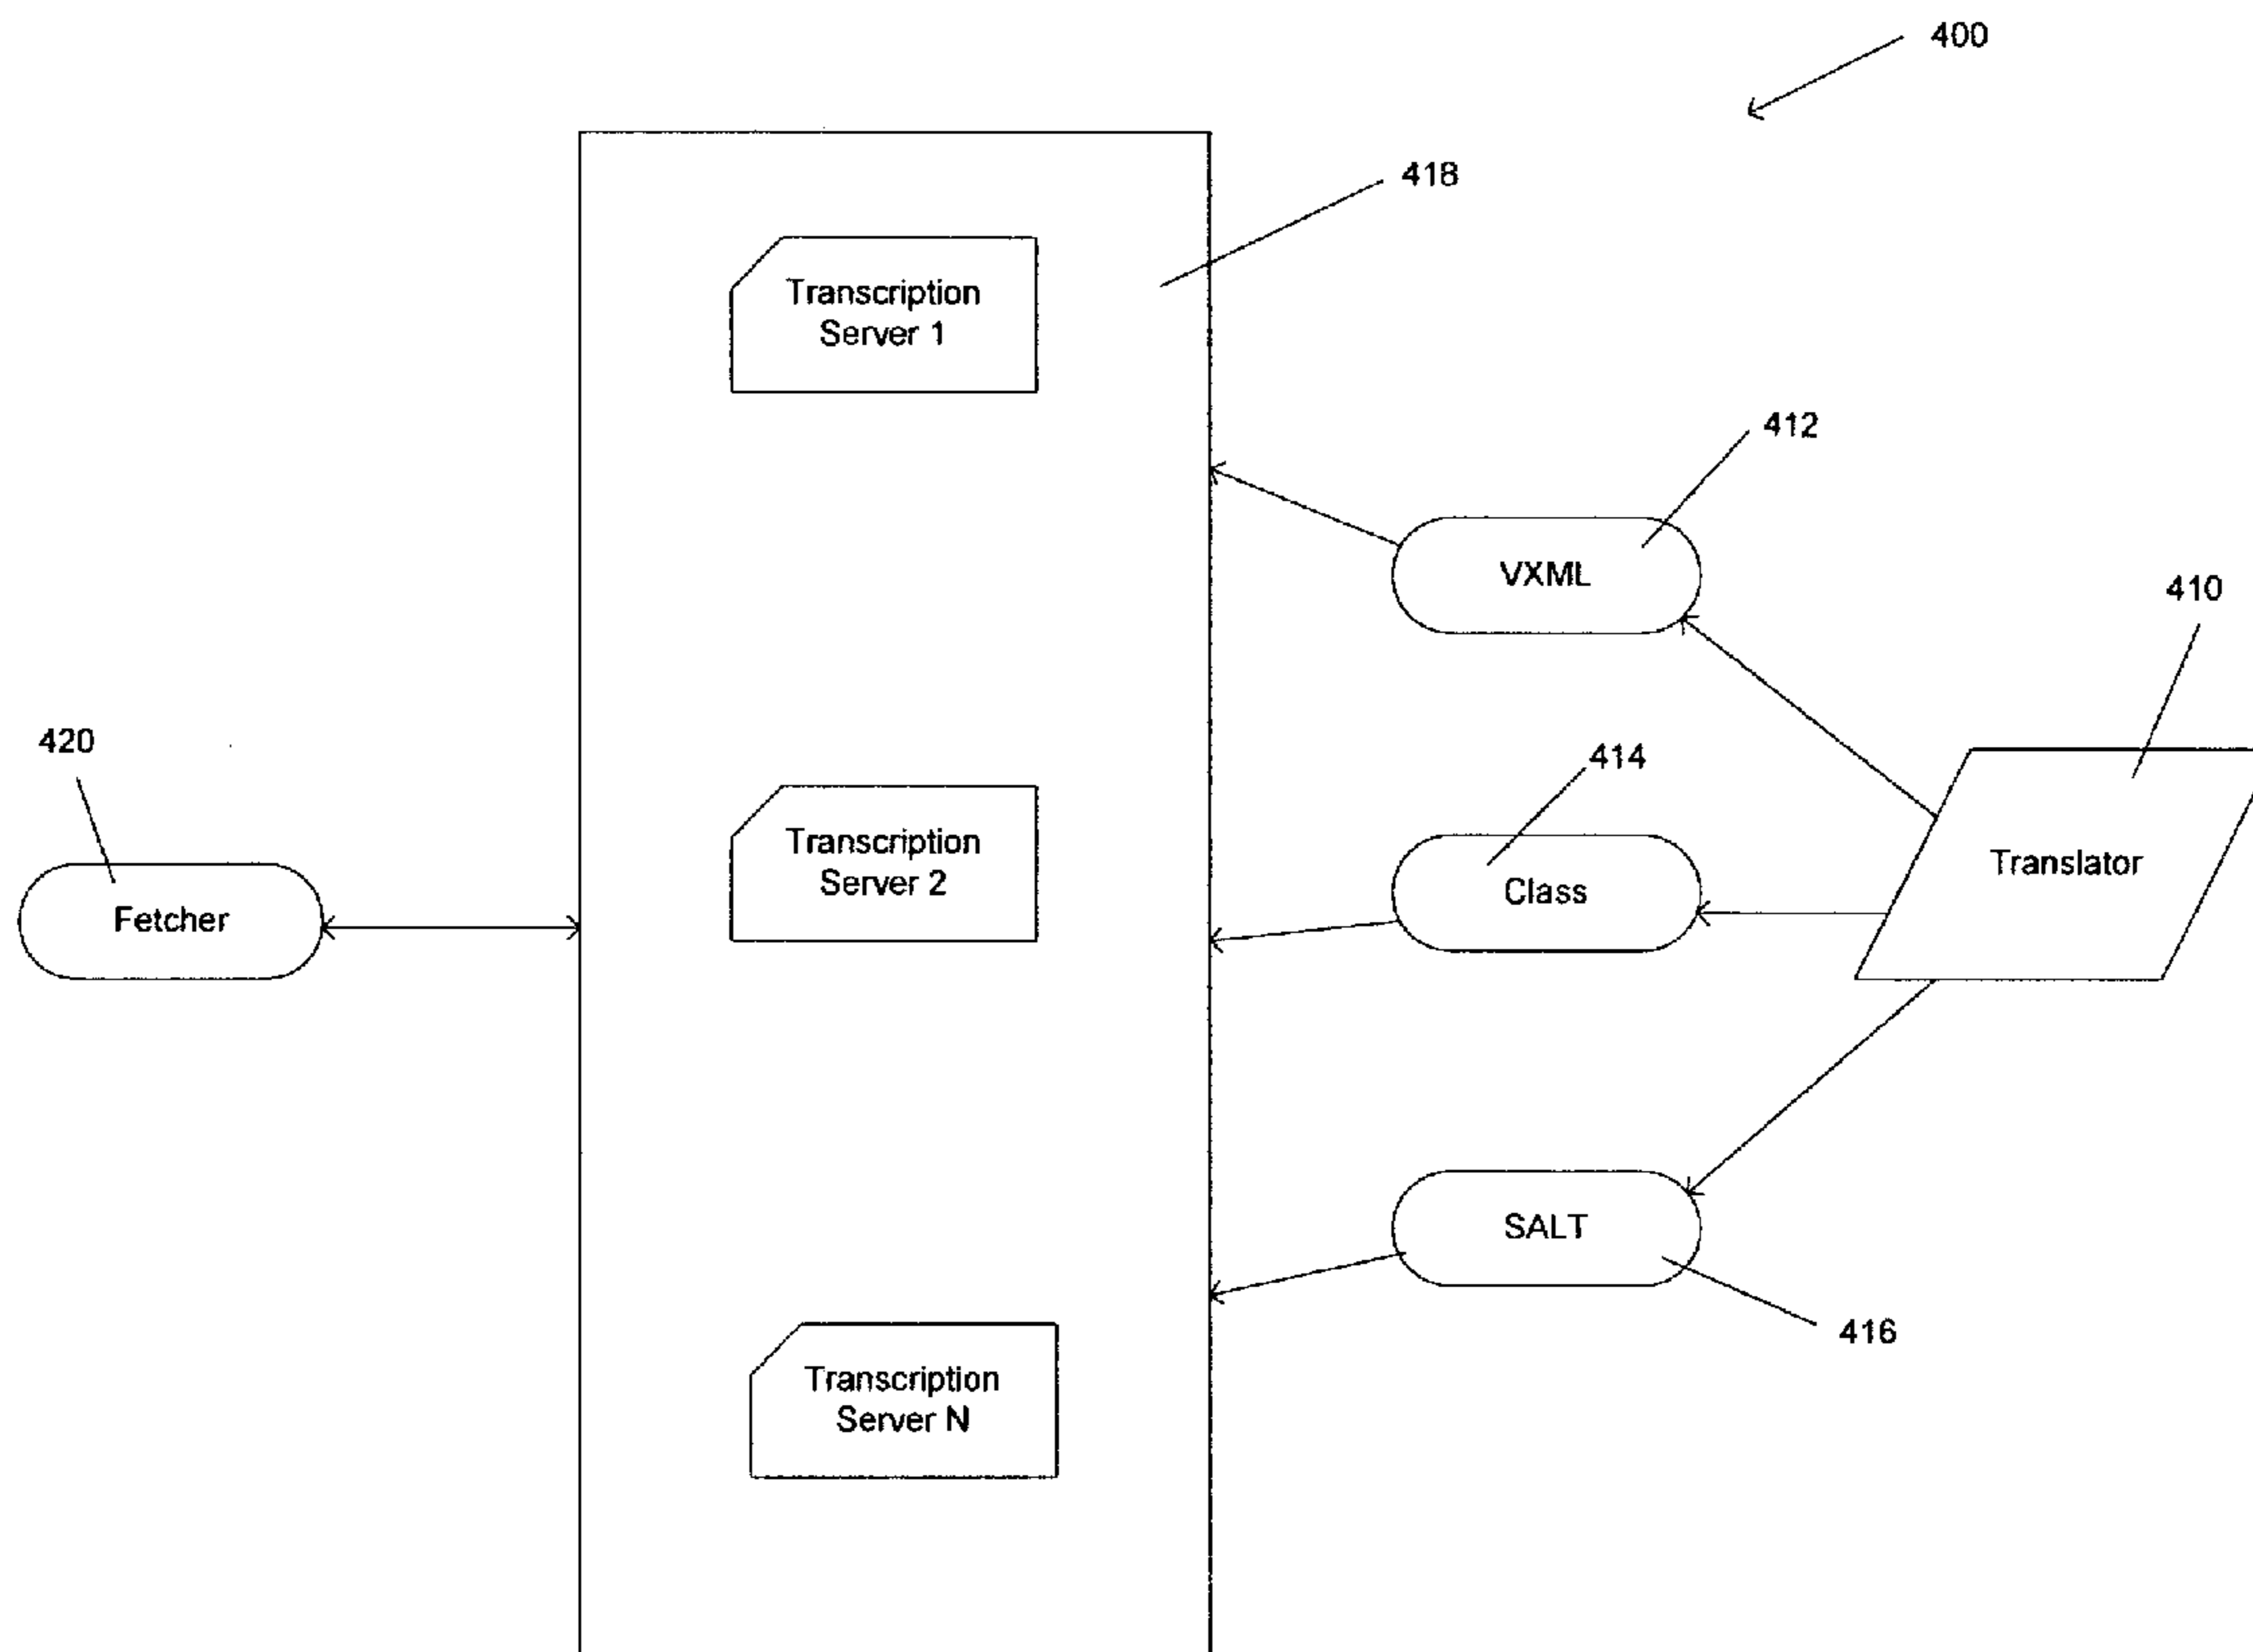 400
418
Transcription
Server 1
412
VXML
410
420
414
Transcription
Server 2
Translator
Class
Fetcher
SALT
416
Transcription
Server N